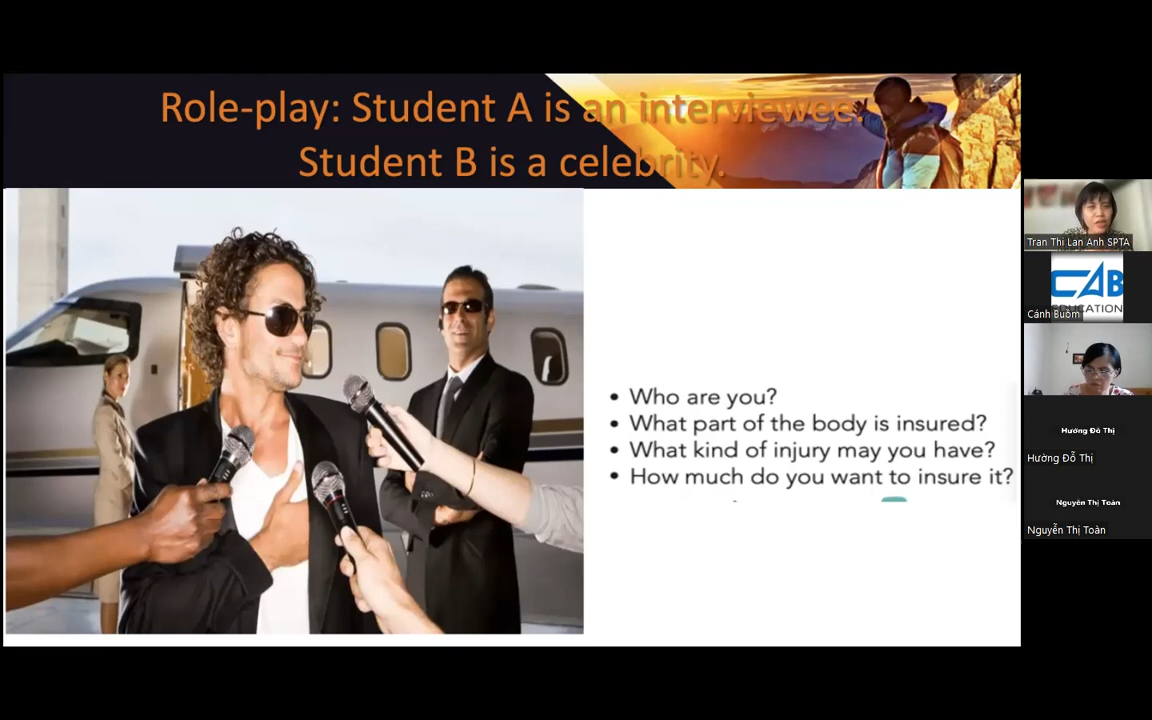 Role-play: Student A is an interviewee.
Student B is a celebrity.
• Who are you?
• What part of the body is insured?
• What kind of injury may you have?
• How much do you want to insure it?
Tran Thi Lan Anh SPTA
CAB
EDUCATION
Cánh Buồm
Hướng Đỗ Thị
Hường Đỗ Thị
Nguyễn Thị Toàn
Nguyễn Thị Toàn